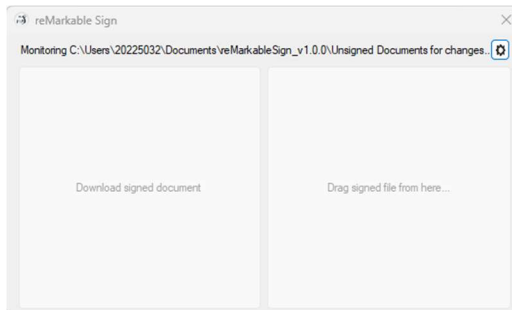 reMarkable Sign
Monitoring C:\Users\20225032\Documents\reMarkableSign_v1.0.0\Unsigned Documents for changes..
Download signed document
Drag signed file from here...